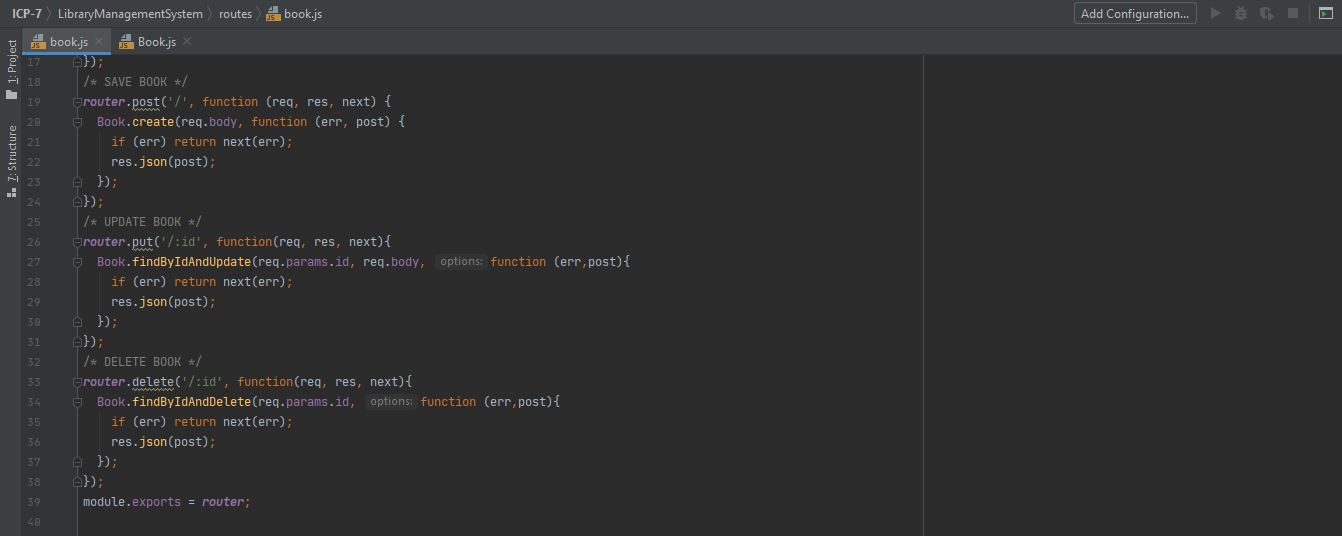 ICP-7 LibraryManagementSystem routes book.js Add Configuration...
book.js Book.js
1: Project
7: Structure
17 });
18 /* SAVE BOOK */
19 router.post('/', function (req, res, next) {
20 Book.create(req.body, function (err, post) {
21 if (err) return next(err);
22 res.json(post);
23 });
24 });
25 /* UPDATE BOOK */
26 router.put('/:id', function(req, res, next){
27 Book.findByIdAndUpdate(req.params.id, req.body, options: function (err,post){
28 if (err) return next(err);
29 res.json(post);
30 });
31 });
32 /* DELETE BOOK */
33 router.delete('/:id', function(req, res, next){
34 Book.findByIdAndDelete(req.params.id, options: function (err,post){
35 if (err) return next(err);
36 res.json(post);
37 });
38 });
39 module.exports = router;
40